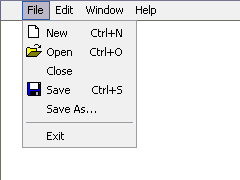 File Edit Window Help
New Ctrl+N
Open Ctrl+O
Close
Save Ctrl+S
Save As...
Exit